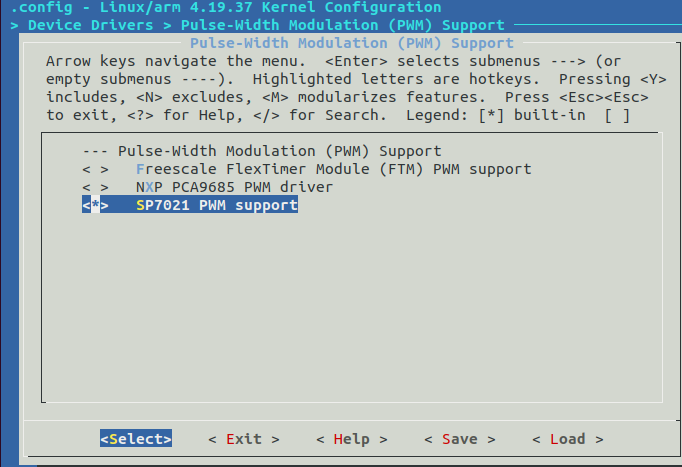 .config - Linux/arm 4.19.37 Kernel Configuration
> Device Drivers > Pulse-Width Modulation (PWM) Support
Pulse-Width Modulation (PWM) Support
Arrow keys navigate the menu.  <Enter> selects submenus ---> (or
empty submenus ----).  Highlighted letters are hotkeys.  Pressing <Y>
includes, <N> excludes, <M> modularizes features.  Press <Esc><Esc>
to exit, <?> for Help, </> for Search.  Legend: [*] built-in  [ ]
--- Pulse-Width Modulation (PWM) Support
< >   Freescale FlexTimer Module (FTM) PWM support
< >   NXP PCA9685 PWM driver
<*>   SP7021 PWM support
<Select>    < Exit >    < Help >    < Save >    < Load >